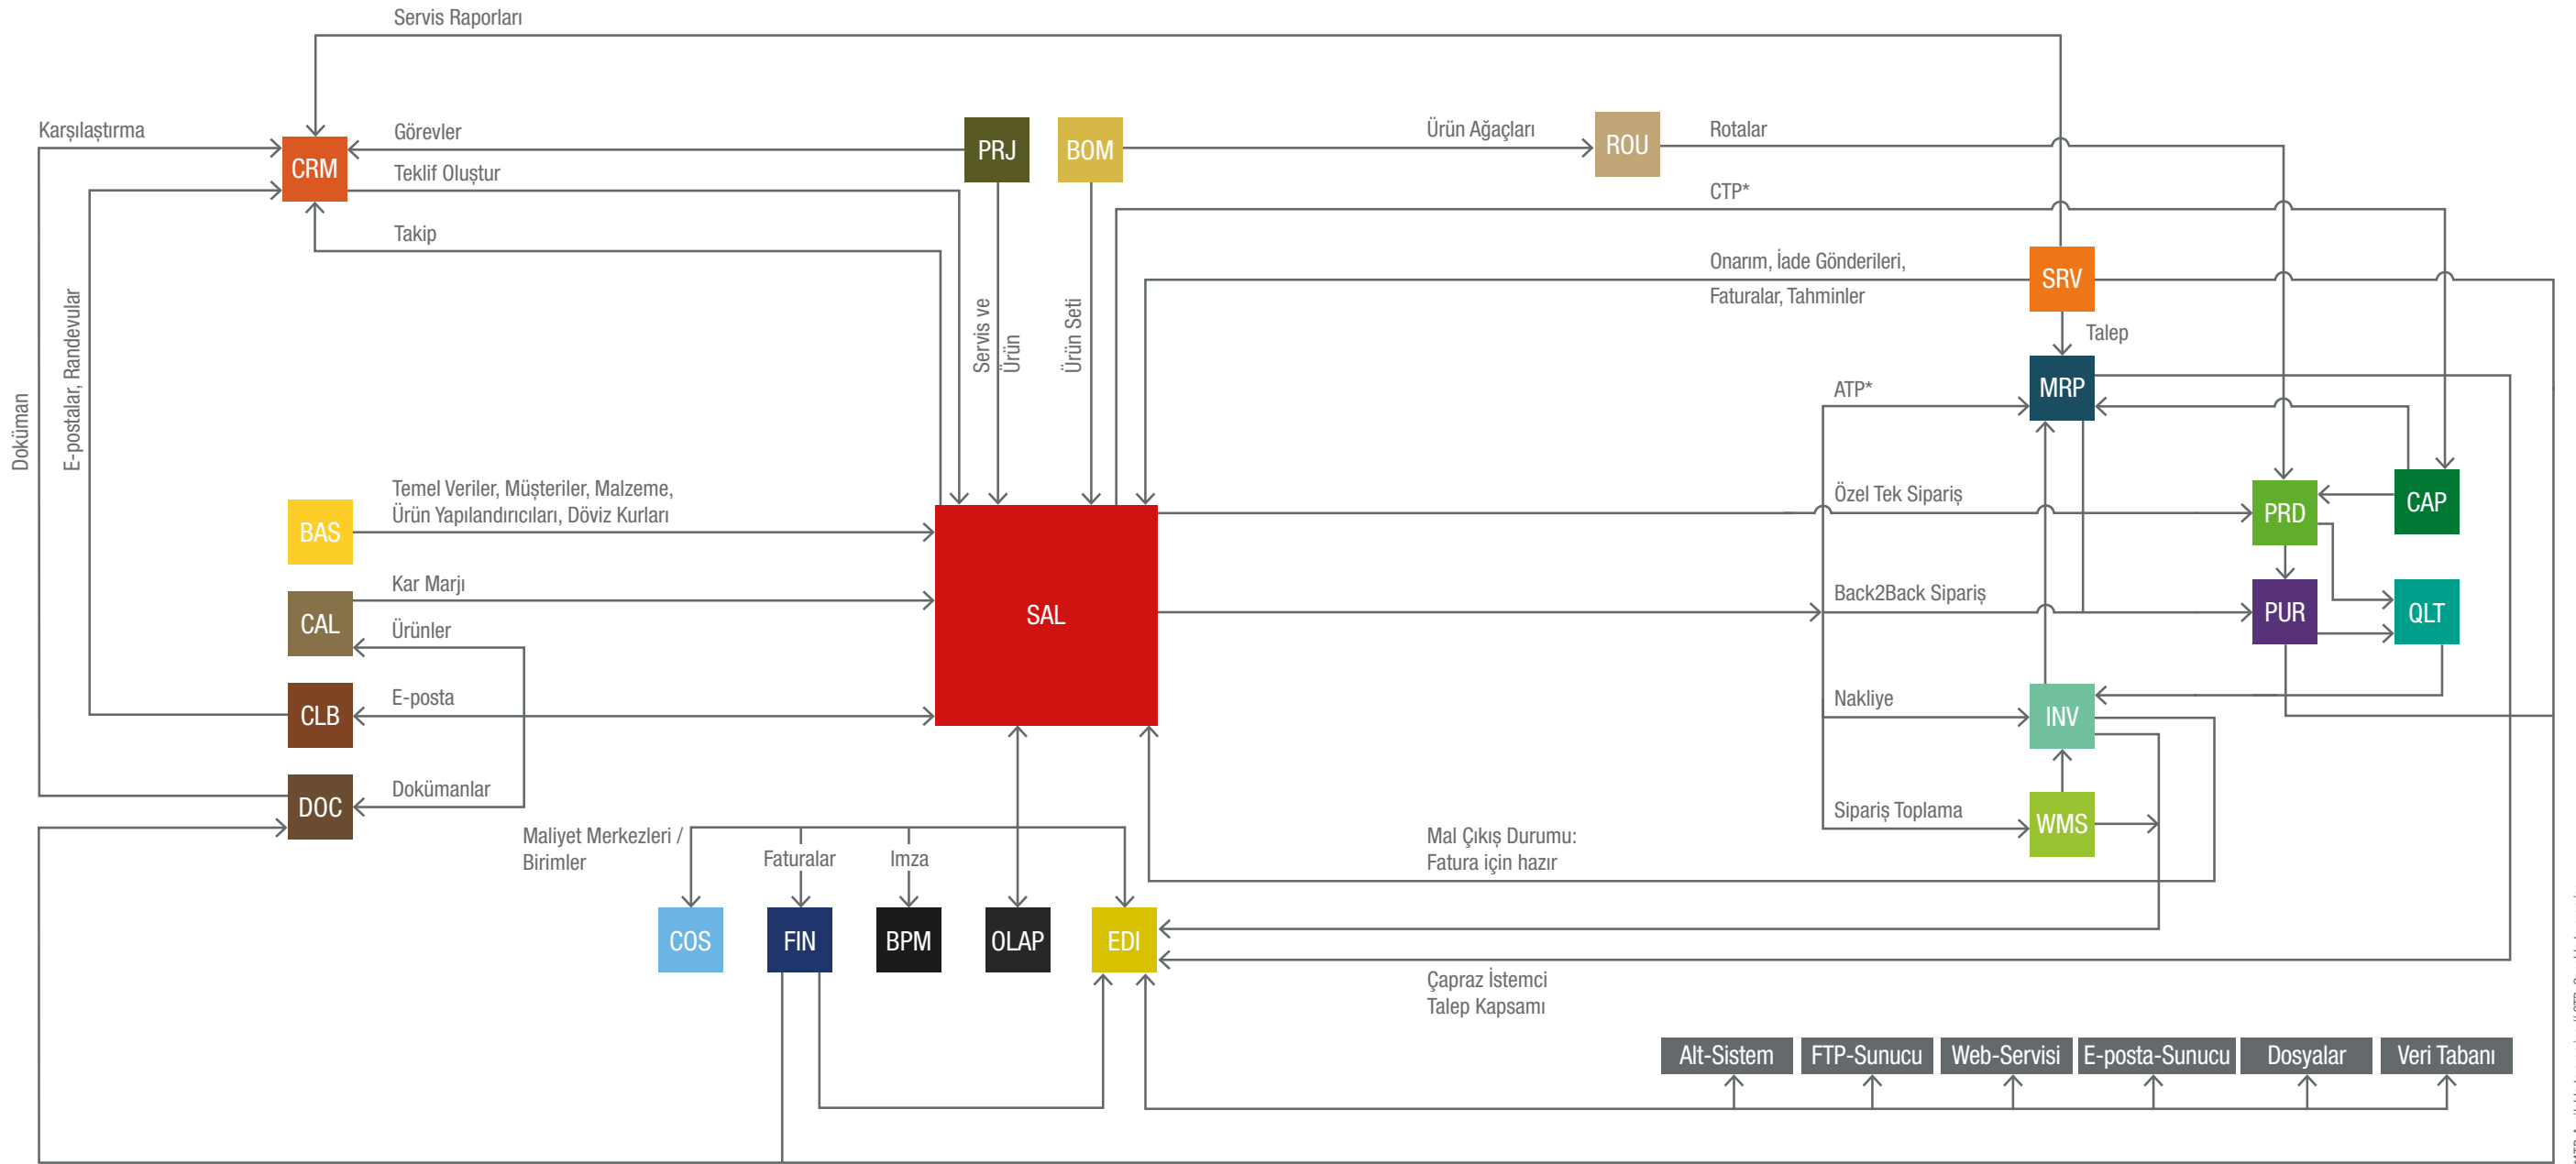 Servis Raporları
Karşılaştırma
Görevler
PRJ
BOM
Ürün Ağaçları
ROU
Rotalar
CRM
Teklif Oluştur
CTP*
Takip
Onarım, İade Gönderileri,
Faturalar, Tahminler
SRV
Talep
Doküman
E-postalar, Randevular
Servis ve
Ürün
Ürün Seti
ATP*
MRP
Temel Veriler, Müşteriler, Malzeme,
Ürün Yapılandırıcıları, Döviz Kurları
BAS
Özel Tek Sipariş
PRD
CAP
Kar Marjı
CAL
Ürünler
SAL
Back2Back Sipariş
PUR
QLT
E-posta
CLB
Nakliye
INV
Dokümanlar
DOC
Sipariş Toplama
WMS
Maliyet Merkezleri /
Birimler
Faturalar
Imza
Mal Çıkış Durumu:
Fatura için hazır
COS
FIN
BPM
OLAP
EDI
Çapraz İstemci
Talep Kapsamı
Alt-Sistem
FTP-Sunucu
Web-Servisi
E-posta-Sunucu
Dosyalar
Veri Tabanı